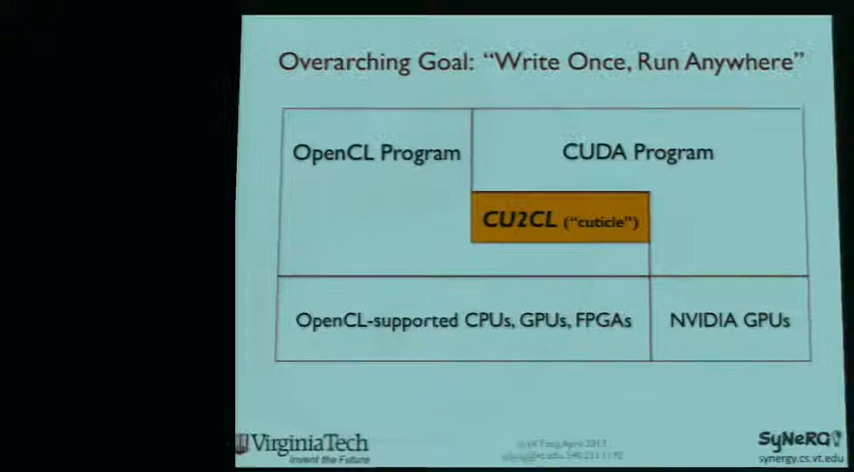 Overarching Goal: “Write Once, Run Anywhere”
OpenCL Program
CUDA Program
CU2CL (“cuticle”)
OpenCL-supported CPUs, GPUs, FPGAs
NVIDIA GPUs
VirginiaTech
Invent the Future
SyNeRG?
synergy.cs.vt.edu